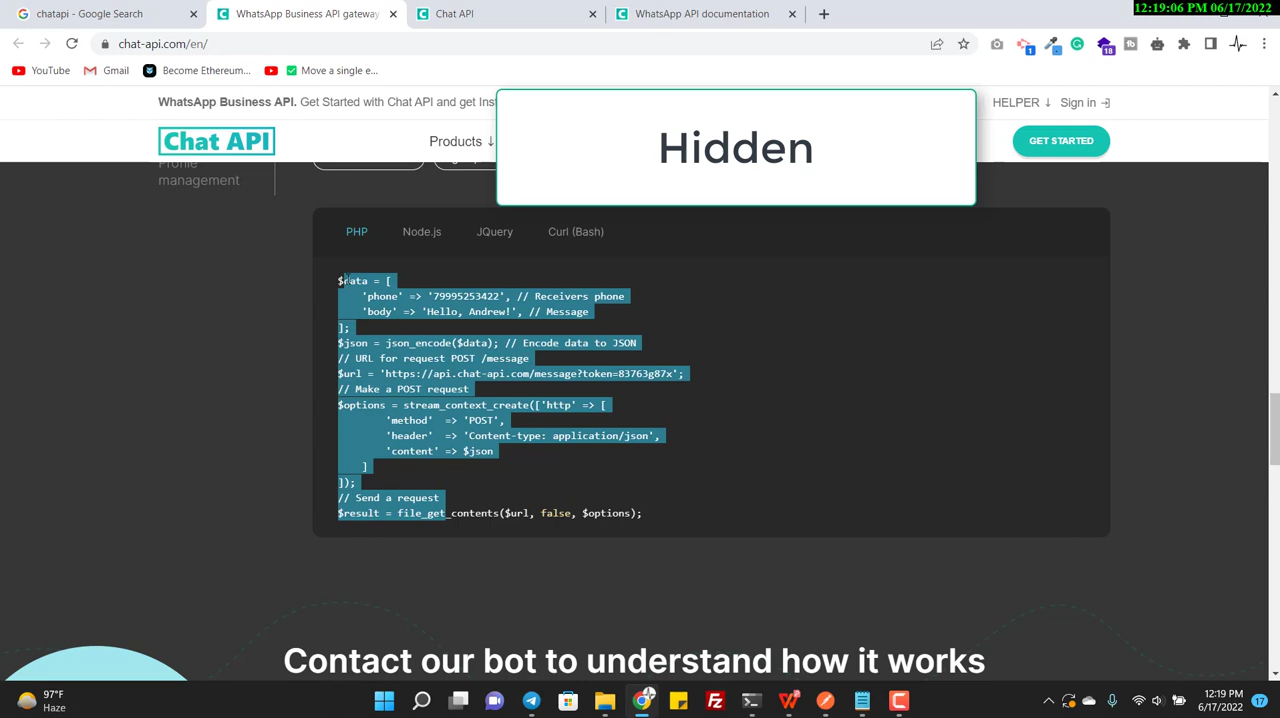 12:19:06 PM 06/17/2022
chatapi - Google Search
WhatsApp Business API gateway
Chat API
WhatsApp API documentation
chat-api.com/en/
1
18
YouTube
Gmail
Become Ethereum...
Move a single e...
WhatsApp Business API. Get Started with Chat API and get Ins
HELPER ↓
Sign in
Chat API
Products ↓
GET STARTED
Hidden
Profile
management
PHP
Node.js
JQuery
Curl (Bash)
$data = [
'phone' => '79995253422', // Receivers phone
'body' => 'Hello, Andrew!', // Message
];
$json = json_encode($data); // Encode data to JSON
// URL for request POST /message
$url = 'https://api.chat-api.com/message?token=83763g87x';
// Make a POST request
$options = stream_context_create(['http' => [
'method' => 'POST',
'header' => 'Content-type: application/json',
'content' => $json
]
]);
// Send a request
$result = file_get_contents($url, false, $options);
Contact our bot to understand how it works
97°F
Haze
12:19 PM
6/17/2022
17